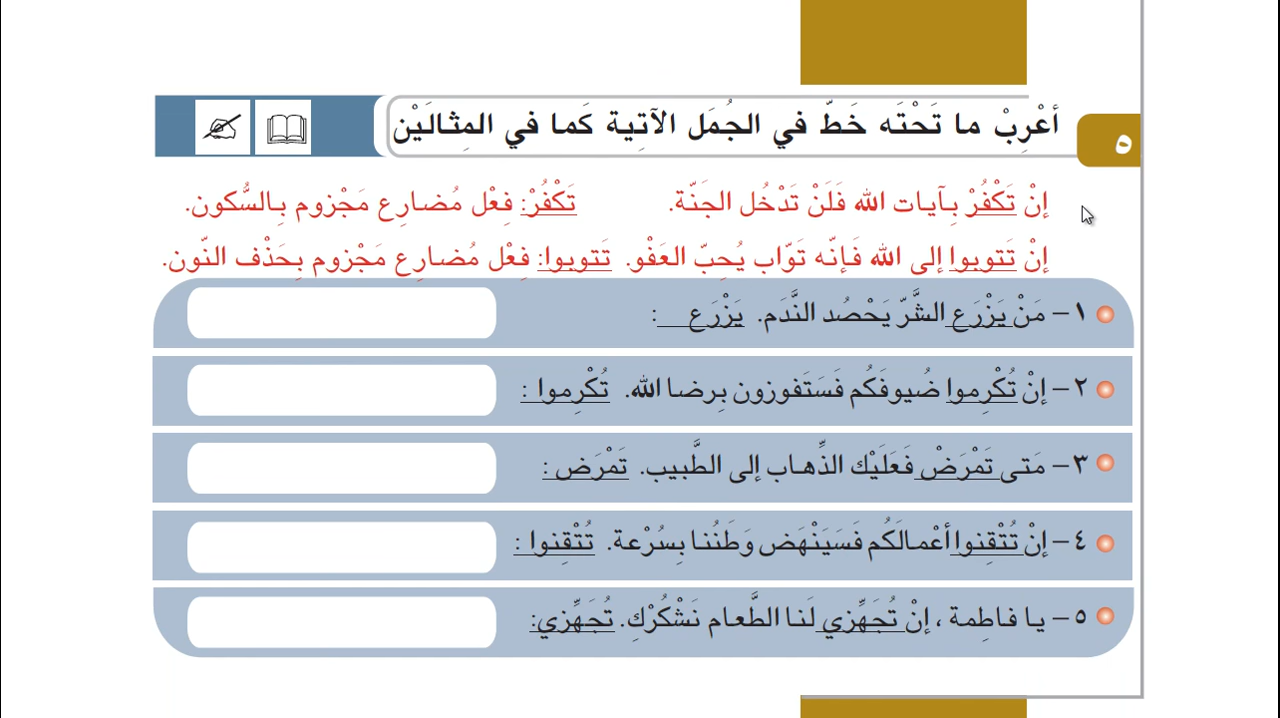 ٥
أعْرِبْ ما تَحْتَه خَطّ في الجُمَل الآتِية كَما في المِثالَيْن
إنْ تَكْفُرْ بِآيات الله فَلَنْ تَدْخُل الجَنّة. تَكْفُرْ: فِعْل مُضارِع مَجْزوم بِالسُّكون.
إنْ تَتوبوا إلى الله فَإنّه تَوّاب يُحِبّ العَفْو. تَتوبوا: فِعْل مُضارِع مَجْزوم بِحَذْف النّون.
١- مَنْ يَزْرَع الشَّرّ يَحْصُد النَّدَم. يَزْرَع :
٢- إنْ تُكْرِموا ضُيوفَكُم فَسَتَفوزون بِرضا الله. تُكْرِموا :
٣- مَتى تَمْرَضْ فَعَلَيْك الذِّهاب إلى الطَّبيب. تَمْرَض :
٤- إنْ تُتْقِنوا أعْمالَكُم فَسَيَنْهَض وَطَنُنا بِسُرْعة. تُتْقِنوا :
٥- يا فاطِمة ، إنْ تُجَهِّزي لَنا الطَّعام نَشْكُرْكِ. تُجَهِّزي: